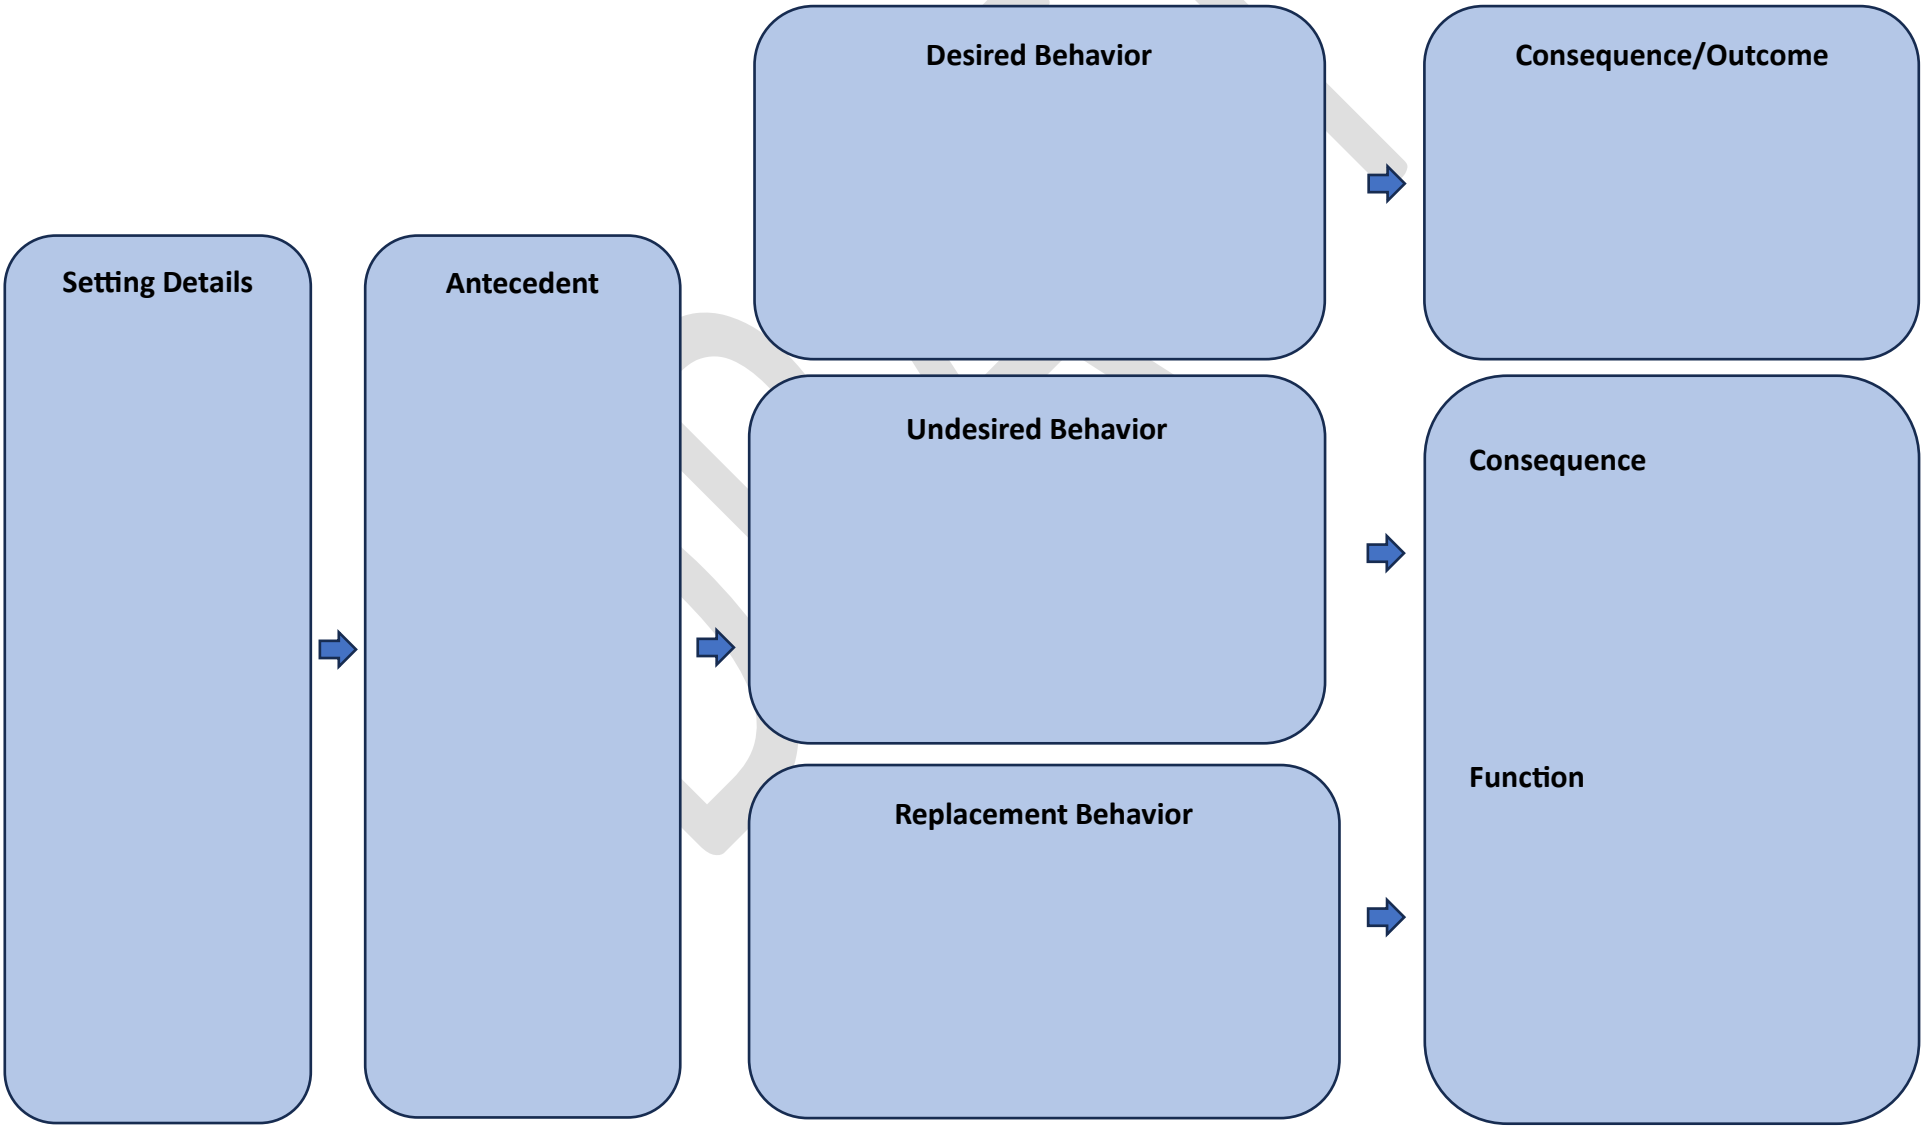 Desired Behavior
Consequence/Outcome
Setting Details
Antecedent
Undesired Behavior
Consequence
Function
Replacement Behavior